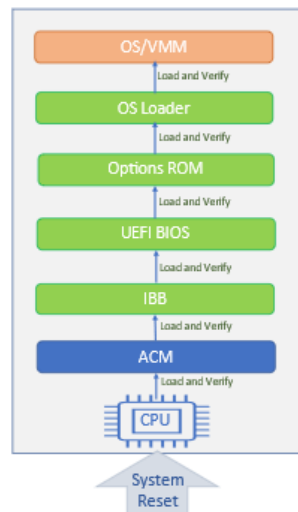 OS/VMM
Load and Verify
OS Loader
Load and Verify
Options ROM
Load and Verify
UEFI BIOS
Load and Verify
IBB
Load and Verify
ACM
Load and Verify
CPU
System
Reset